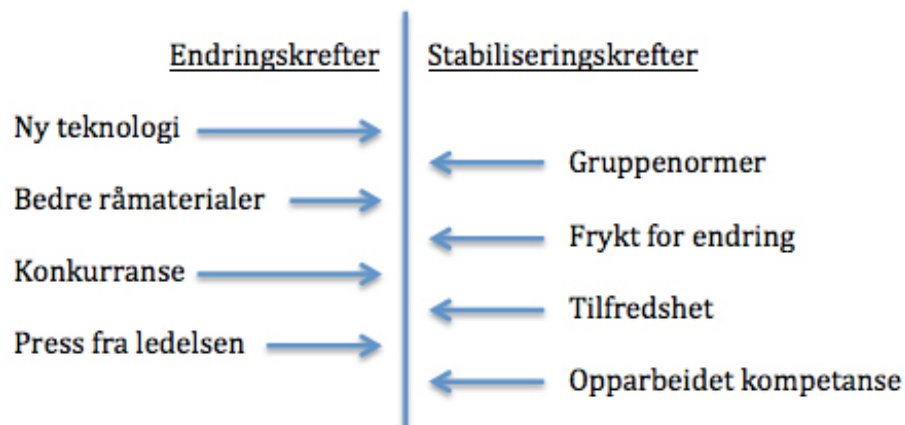 Endringskrefter
Stabiliseringskrefter
Ny teknologi
Gruppenormer
Bedre råmaterialer
Frykt for endring
Konkurranse
Tilfredshet
Press fra ledelsen
Opparbeidet kompetanse